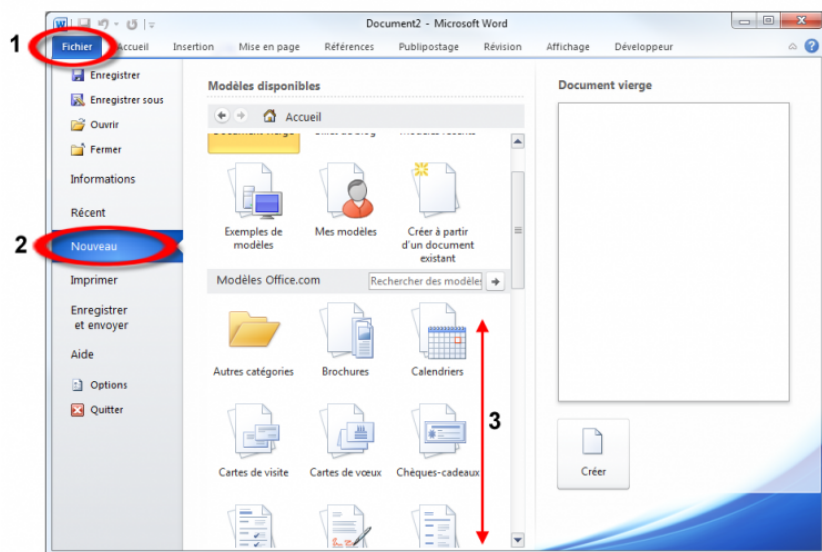 Document2 - Microsoft Word
1
Fichier Accueil Insertion Mise en page Références Publipostage Révision Affichage Développeur
Enregistrer
Enregistrer sous
Ouvrir
Fermer
Informations
Récent
2
Nouveau
Imprimer
Enregistrer
et envoyer
Aide
Options
Quitter
Modèles disponibles
Accueil
Exemples de
modèles
Mes modèles
Créer à partir
d'un document
existant
Modèles Office.com
Rechercher des modèles
Autres catégories
Brochures
Calendriers
3
Cartes de visite
Cartes de vœux
Chèques-cadeaux
Document vierge
Créer